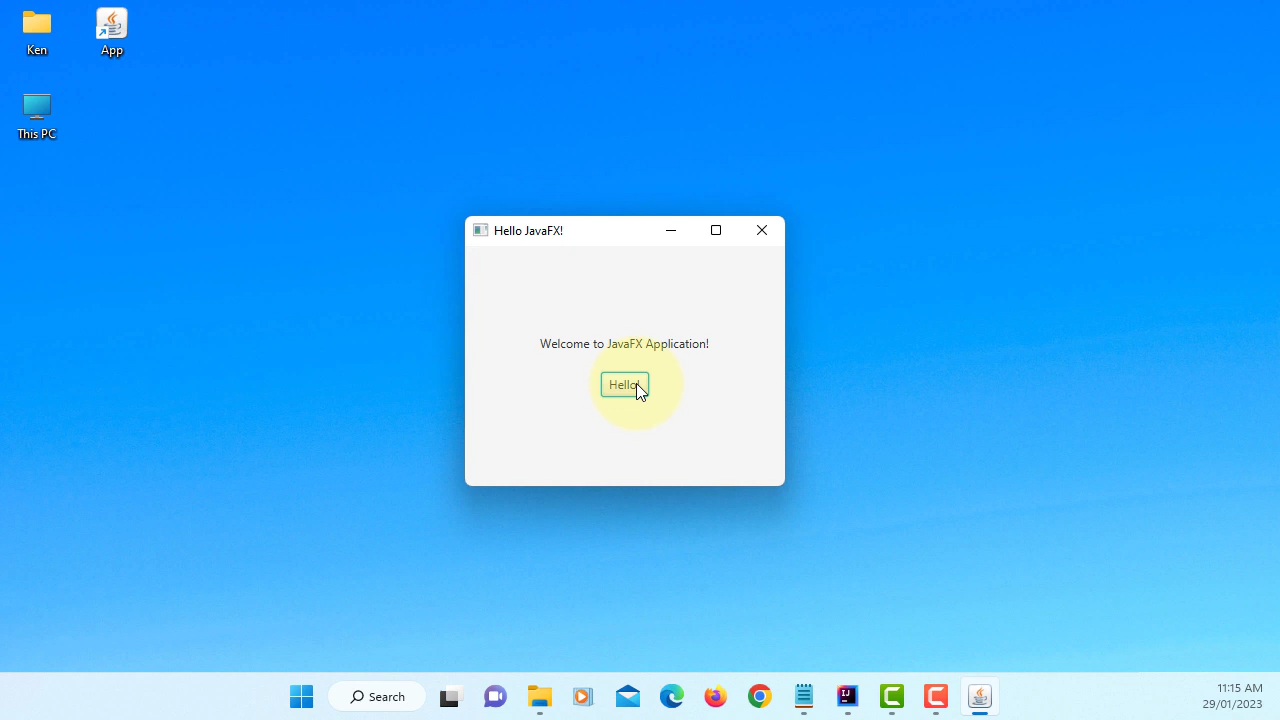 Ken
App
This PC
Hello JavaFX!
Welcome to JavaFX Application!
Hello!
Search
11:15 AM
29/01/2023